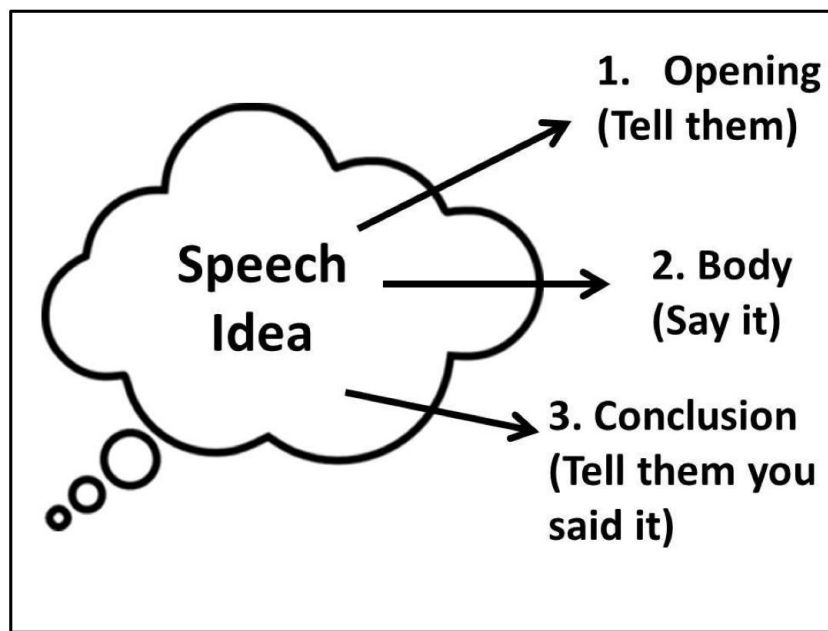 Speech
Idea
1. Opening
(Tell them)
2. Body
(Say it)
3. Conclusion
(Tell them you
said it)